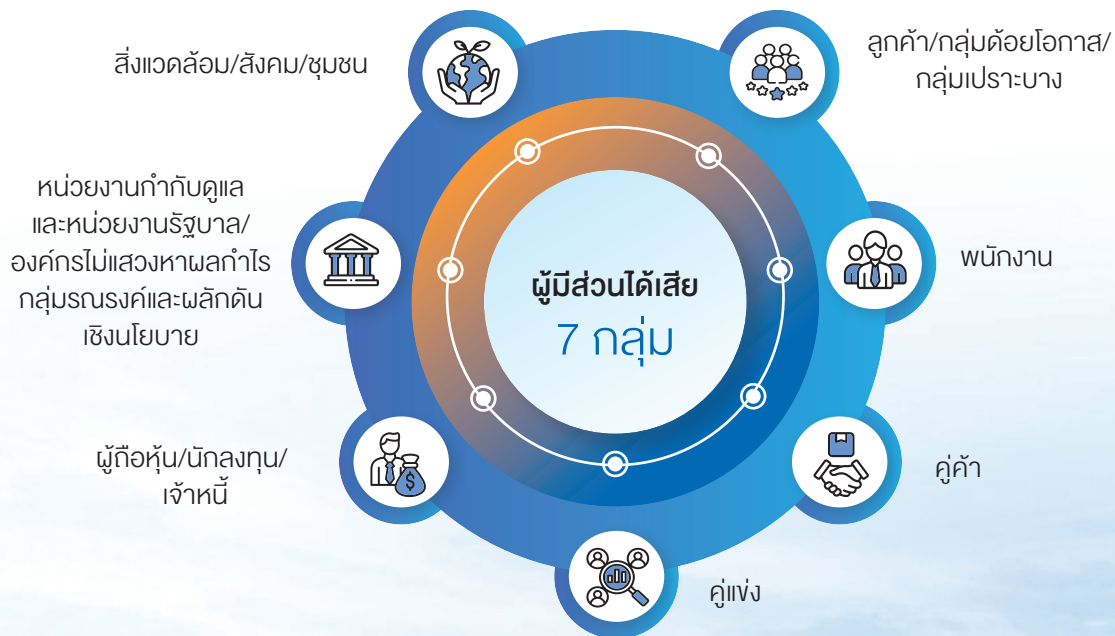 สิ่งแวดล้อม/สังคม/ชุมชน
ลูกค้า/กลุ่มด้อยโอกาส/
กลุ่มเปราะบาง
หน่วยงานกำกับดูแล
และหน่วยงานรัฐบาล/
องค์กรไม่แสวงหาผลกำไร
กลุ่มรณรงค์และผลักดัน
เชิงนโยบาย
พนักงาน
ผู้มีส่วนได้เสีย
7 กลุ่ม
ผู้ถือหุ้น/นักลงทุน/
เจ้าหนี้
คู่ค้า
คู่แข่ง
$